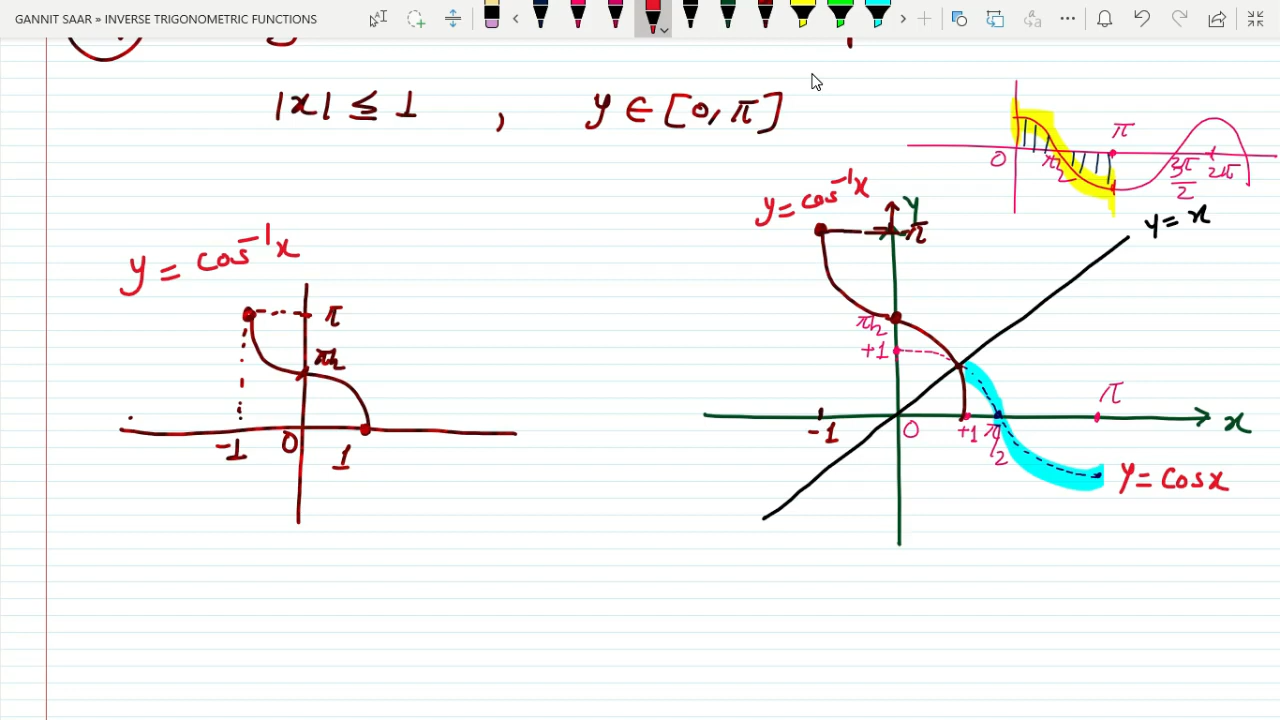 GANNIT SAAR » INVERSE TRIGONOMETRIC FUNCTIONS
|x| ≤ 1 , y ∈ [0, π]
0 π/2 π 3π/2 2π
y = cos⁻¹x
y
π
y = x
y = cos⁻¹x
π
π/2
+1
π/2
π
-1 0 1
-1 0 +1 π/2 x
y = cosx